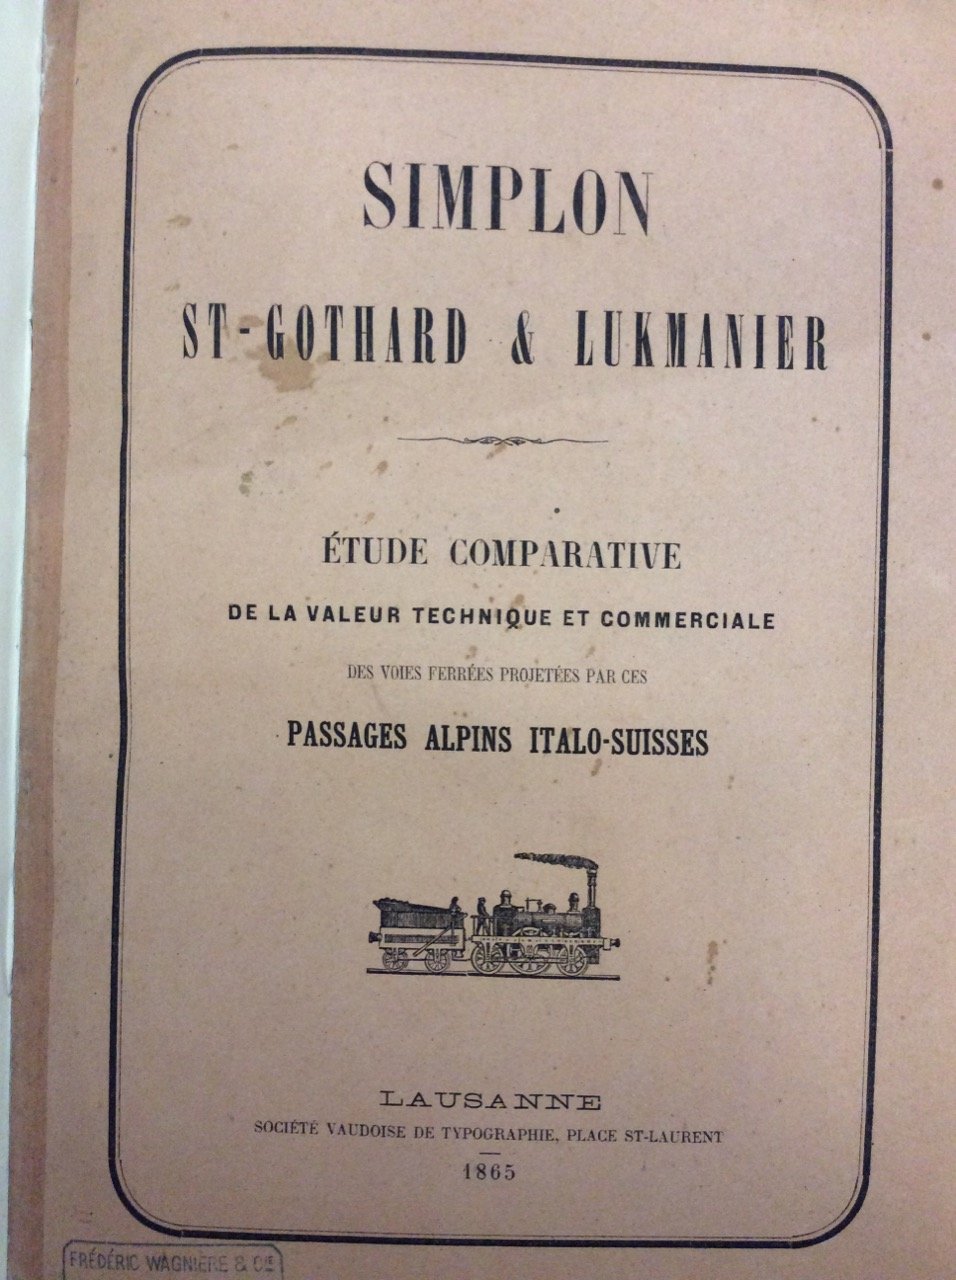 SIMPLON
ST-GOTHARD & LUKMANIER
ÉTUDE COMPARATIVE
DE LA VALEUR TECHNIQUE ET COMMERCIALE
DES VOIES FERRÉES PROJETÉES PAR CES
PASSAGES ALPINS ITALO-SUISSES
LAUSANNE
SOCIÉTÉ VAUDOISE DE TYPOGRAPHIE, PLACE ST-LAURENT
1865
FRÉDÉRIC WAGNIÈRE & CIE